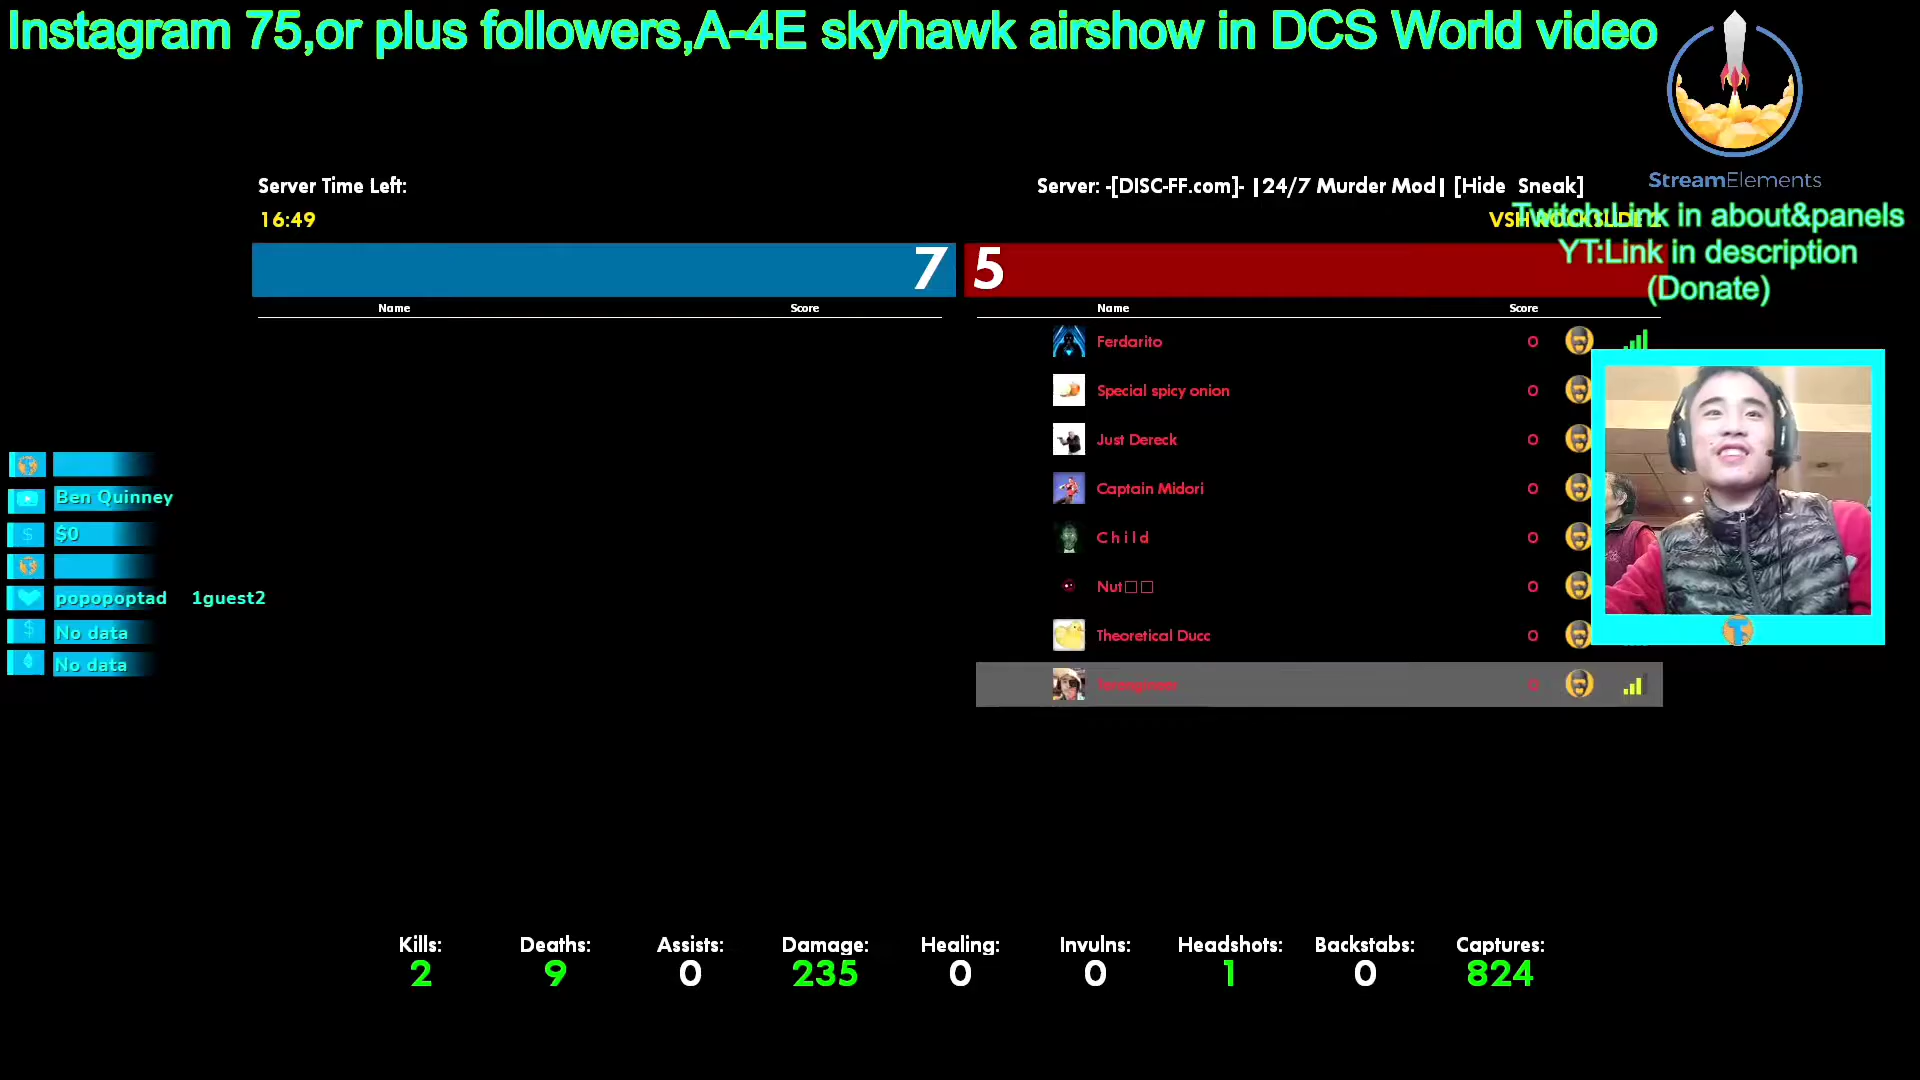 Instagram 75,or plus followers,A-4E skyhawk airshow in DCS World video
StreamElements
Server Time Left:
16:49
Server: -[DISC-FF.com]- |24/7 Murder Mod| [Hide Sneak]
Twitch:Link in about&panels
YT:Link in description
(Donate)
7 5
Name Score
Name Score
Ferdarito 0
Special spicy onion 0
Just Dereck 0
Captain Midori 0
C h i l d 0
Nut□□ 0
Theoretical Ducc 0
0
Ben Quinney
$0
popopoptad 1guest2
No data
No data
Kills: Deaths: Assists: Damage: Healing: Invulns: Headshots: Backstabs: Captures:
2 9 0 235 0 0 1 0 824